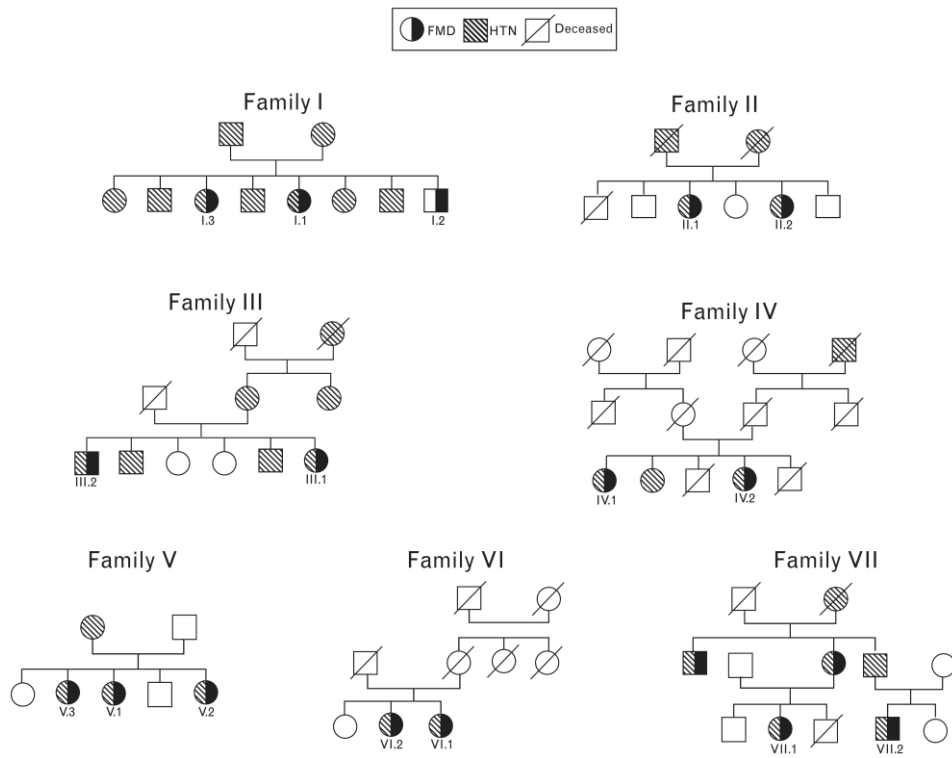 FMD HTN Deceased
Family I
I.3 I.1 I.2
Family II
II.1 II.2
Family III
III.2 III.1
Family IV
IV.1 IV.2
Family V
V.3 V.1 V.2
Family VI
VI.2 VI.1
Family VII
VII.1 VII.2